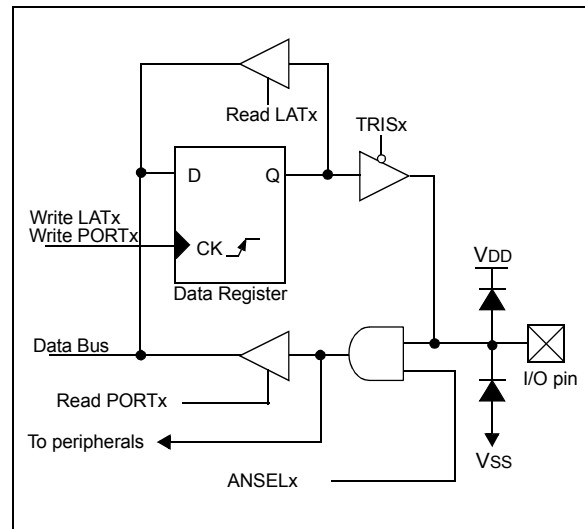 Read LATx
TRISx
D
Q
Write LATx
Write PORTx
CK
Data Register
VDD
Data Bus
Read PORTx
I/O pin
To peripherals
VSS
ANSELx